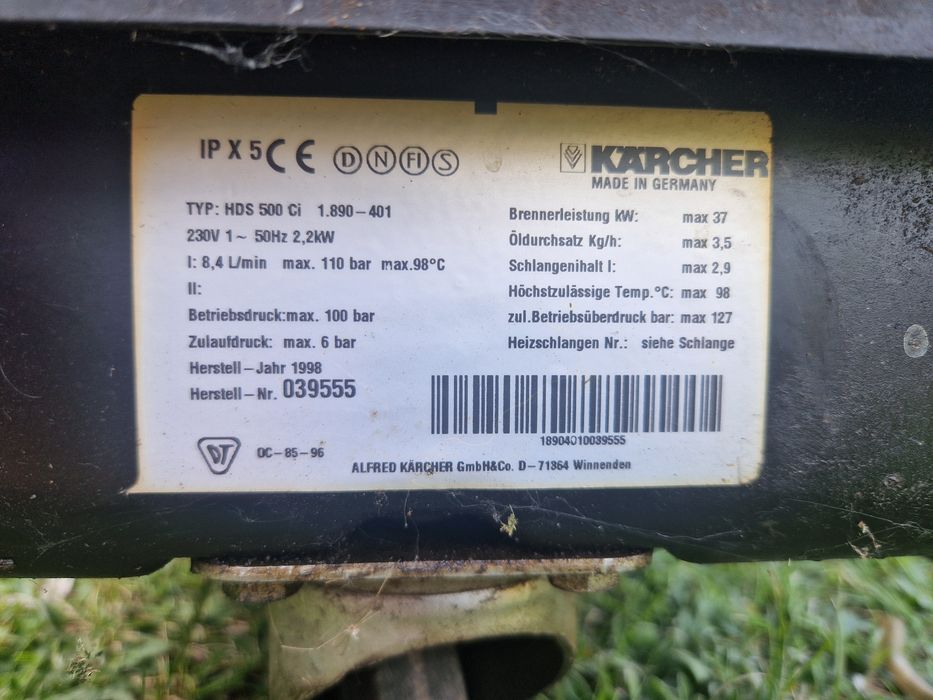 IP X 5 CE D N FI S
KÄRCHER
MADE IN GERMANY
TYP: HDS 500 Ci 1.890-401
230V 1~ 50Hz 2,2kW
I: 8,4 L/min max. 110 bar max.98°C
II:
Betriebsdruck:max. 100 bar
Zulaufdruck: max. 6 bar
Herstell-Jahr 1998
Herstell-Nr. 039555
Brennerleistung kW: max 37
Öldurchsatz Kg/h: max 3,5
Schlangenihalt l: max 2,9
Höchstzulässige Temp.°C: max 98
zul.Betriebsüberdruck bar: max 127
Heizschlangen Nr.: siehe Schlange
18904010039555
DT OC-85-96
ALFRED KÄRCHER GmbH&Co. D-71364 Winnenden